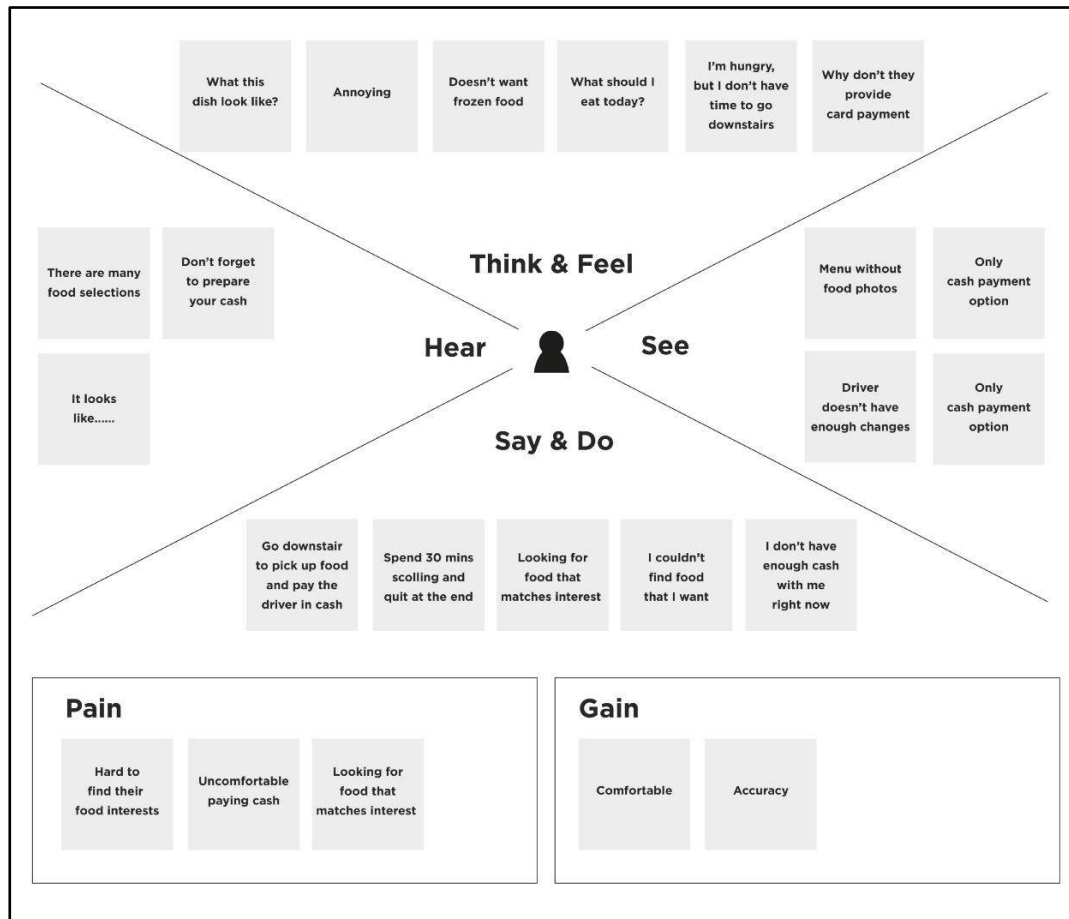 What this
dish look like?
Annoying
Doesn't want
frozen food
What should I
eat today?
I'm hungry,
but I don't have
time to go
downstairs
Why don't they
provide
card payment
Think & Feel
There are many
food selections
Don't forget
to prepare
your cash
It looks
like......
Hear
See
Menu without
food photos
Only
cash payment
option
Driver
doesn't have
enough changes
Only
cash payment
option
Say & Do
Go downstair
to pick up food
and pay the
driver in cash
Spend 30 mins
scolling and
quit at the end
Looking for
food that
matches interest
I couldn't
find food
that I want
I don't have
enough cash
with me
right now
Pain
Hard to
find their
food interests
Uncomfortable
paying cash
Looking for
food that
matches interest
Gain
Comfortable
Accuracy